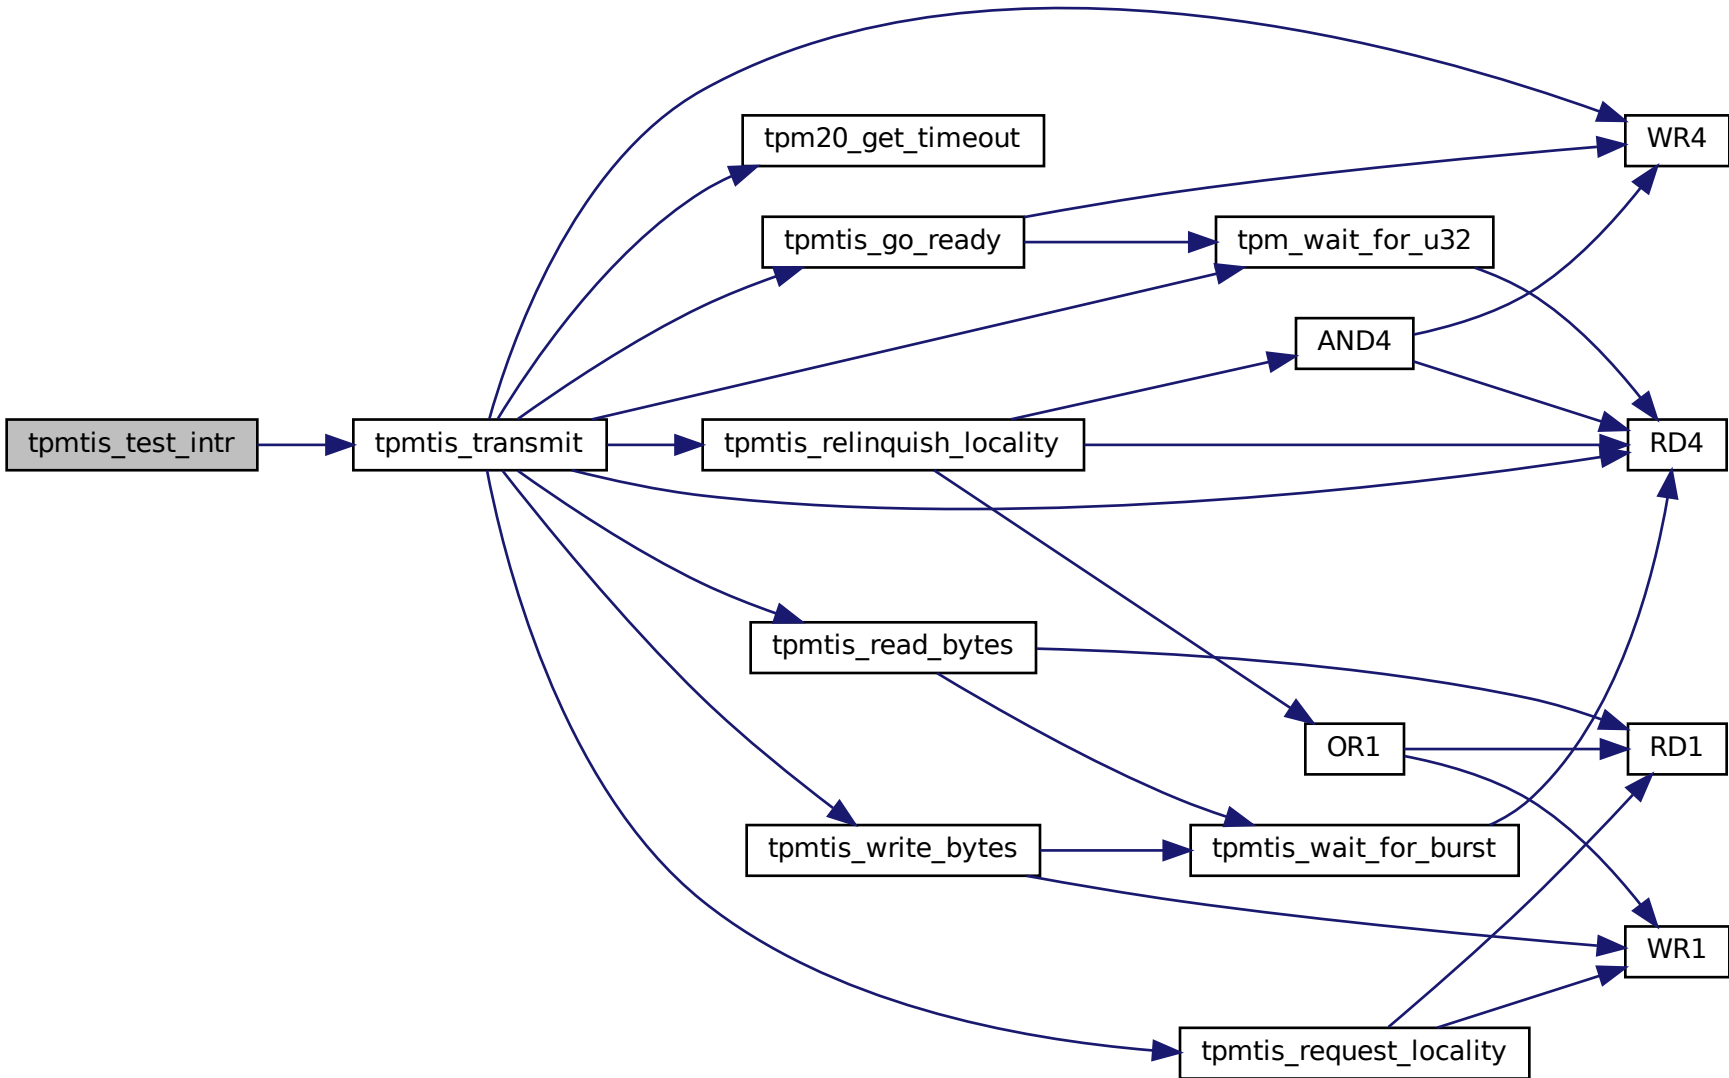 tpmtis_test_intr
tpmtis_transmit
tpm20_get_timeout
tpmtis_go_ready
tpm_wait_for_u32
AND4
tpmtis_relinquish_locality
tpmtis_read_bytes
OR1
tpmtis_write_bytes
tpmtis_wait_for_burst
tpmtis_request_locality
WR4
RD4
RD1
WR1